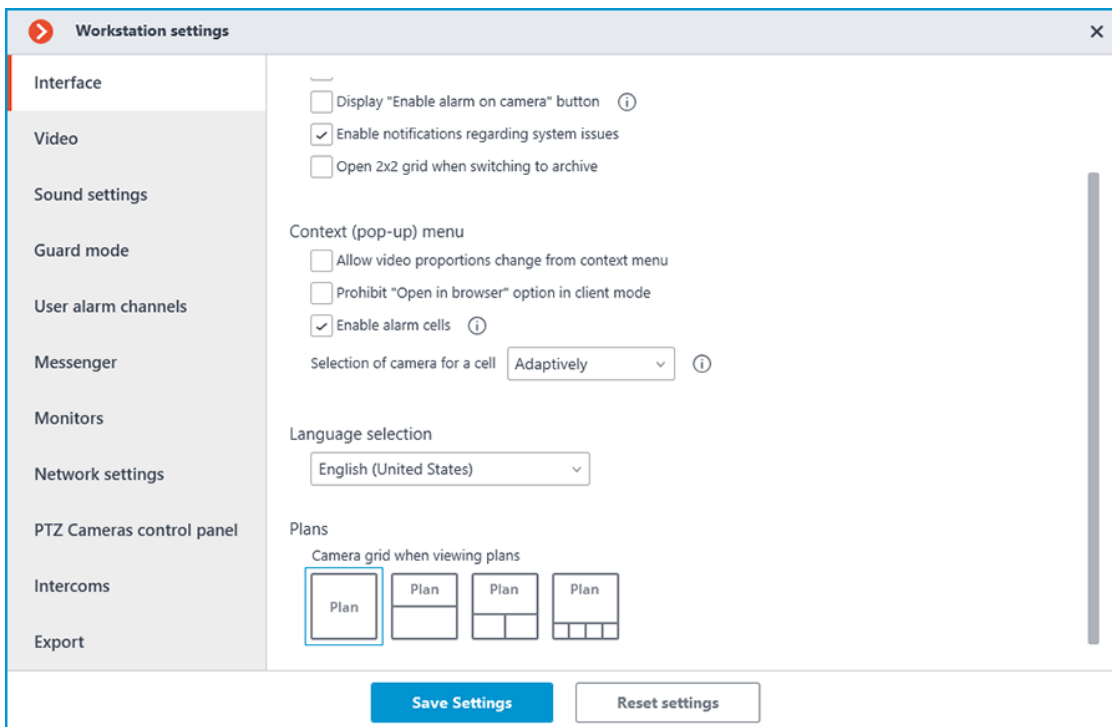 Workstation settings
Interface
Video
Sound settings
Guard mode
User alarm channels
Messenger
Monitors
Network settings
PTZ Cameras control panel
Intercoms
Export
Display "Enable alarm on camera" button
Enable notifications regarding system issues
Open 2x2 grid when switching to archive
Context (pop-up) menu
Allow video proportions change from context menu
Prohibit "Open in browser" option in client mode
Enable alarm cells
Selection of camera for a cell Adaptively
Language selection
English (United States)
Plans
Camera grid when viewing plans
Plan Plan Plan Plan
Save Settings Reset settings